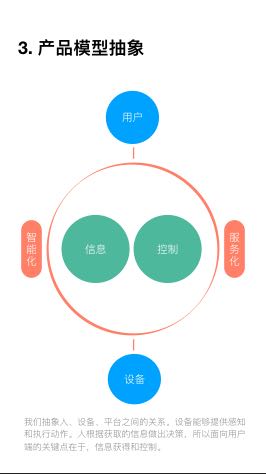 3. 产品模型抽象
用户
智能化
信息
控制
服务化
设备
我们抽象人、设备、平台之间的关系。设备能够提供感知
和执行动作。人根据获取的信息做出决策，所以面向用户
端的关键点在于，信息获得和控制。